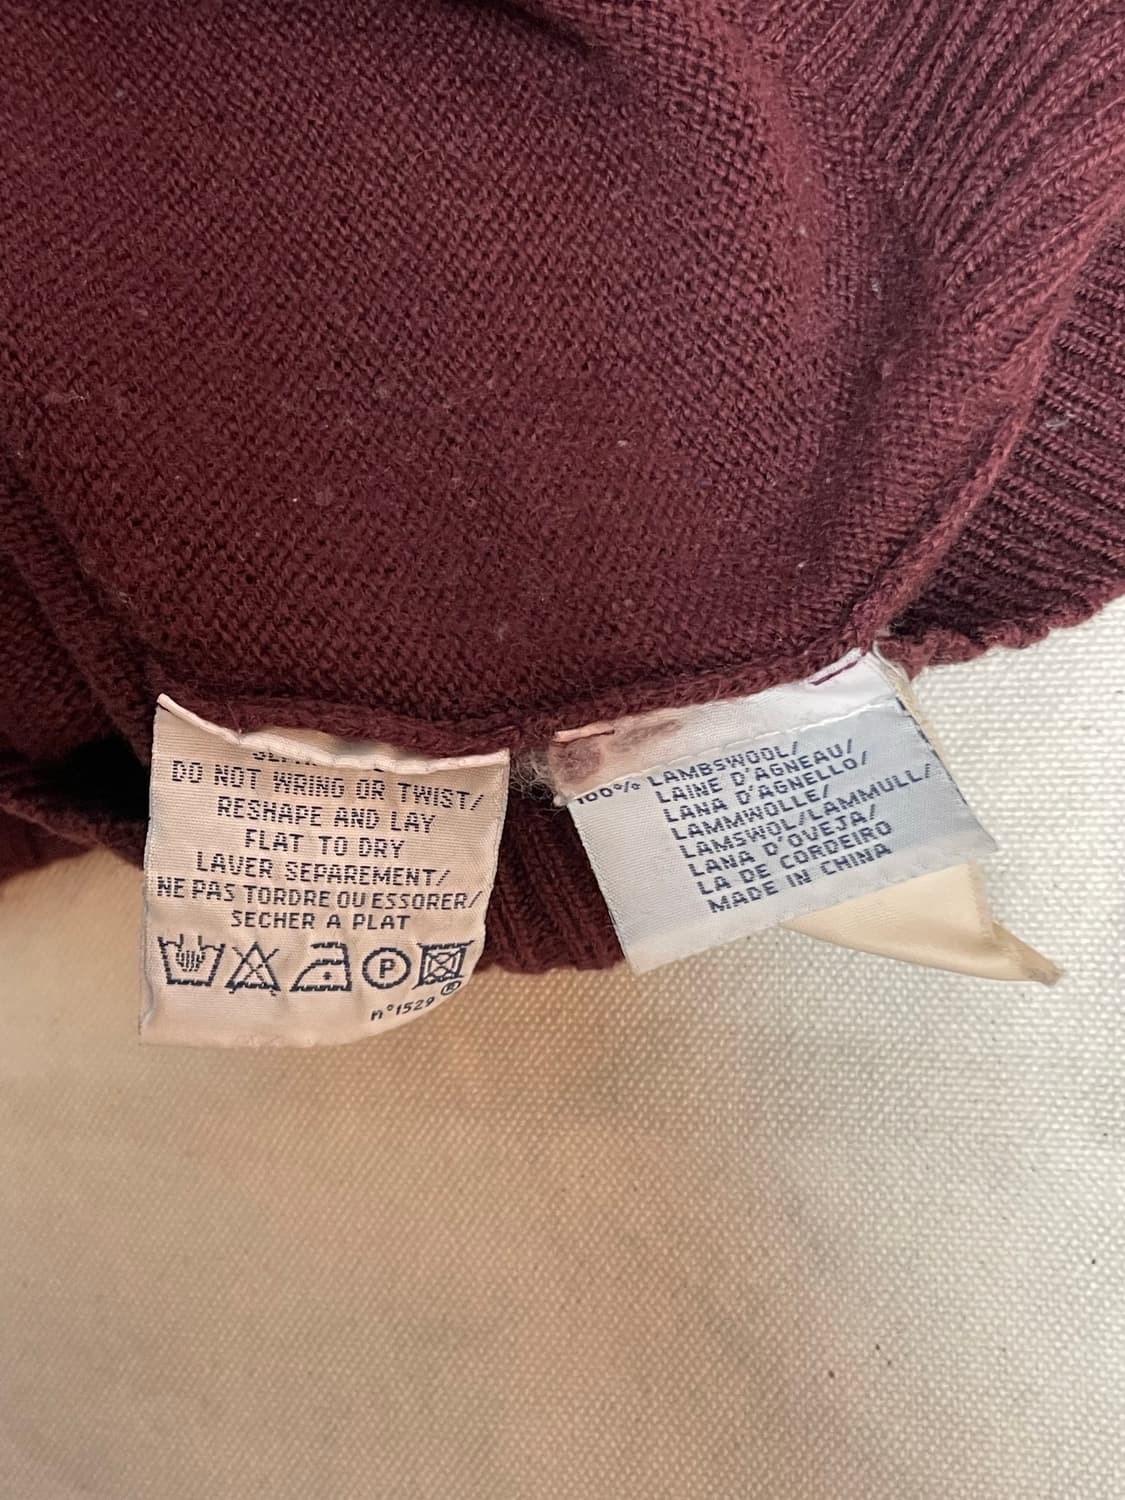 DO NOT WRING OR TWIST/
RESHAPE AND LAY
FLAT TO DRY
LAVER SEPAREMENT/
NE PAS TORDRE OU ESSORER/
SECHER A PLAT
P
n°1529 ®
100% LAMBSWOOL/
LAINE D'AGNEAU/
LANA D'AGNELLO/
LAMMWOLLE/
LAMSWOL/LAMMULL/
LANA D'OVEJA/
LA DE CORDEIRO
MADE IN CHINA